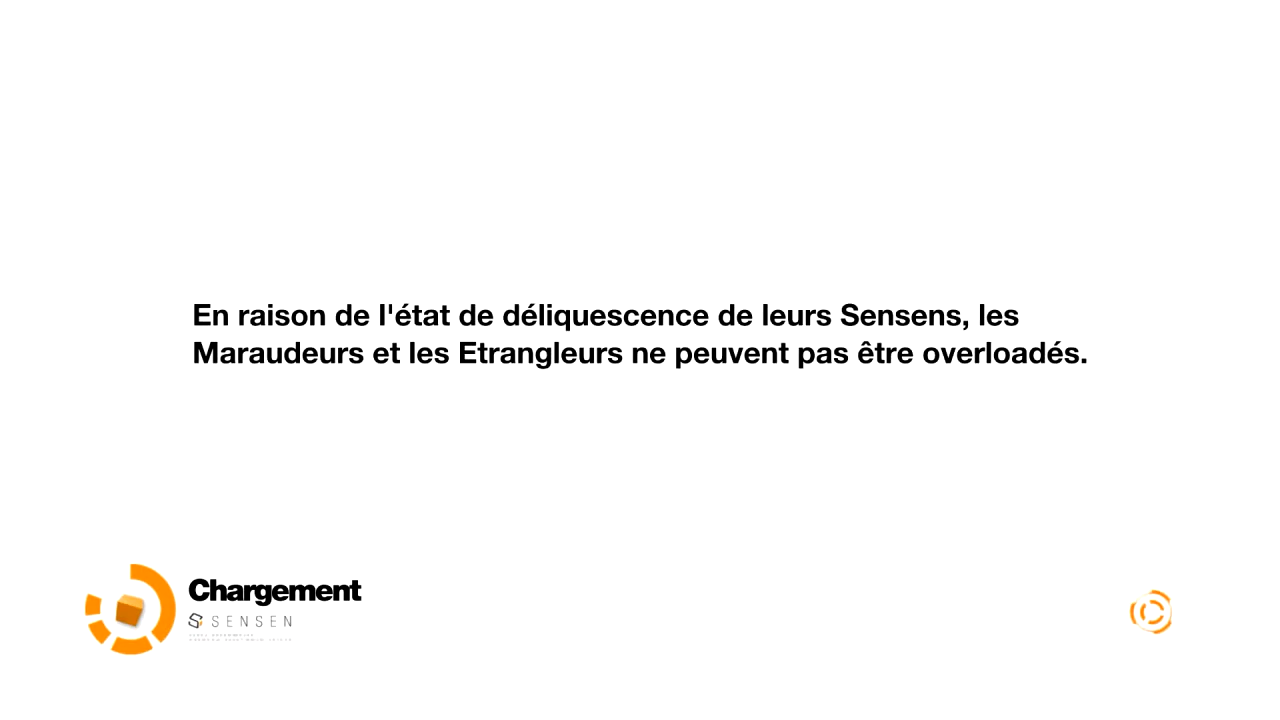 En raison de l'état de déliquescence de leurs Sensens, les
Maraudeurs et les Etrangleurs ne peuvent pas être overloadés.
Chargement
SENSEN